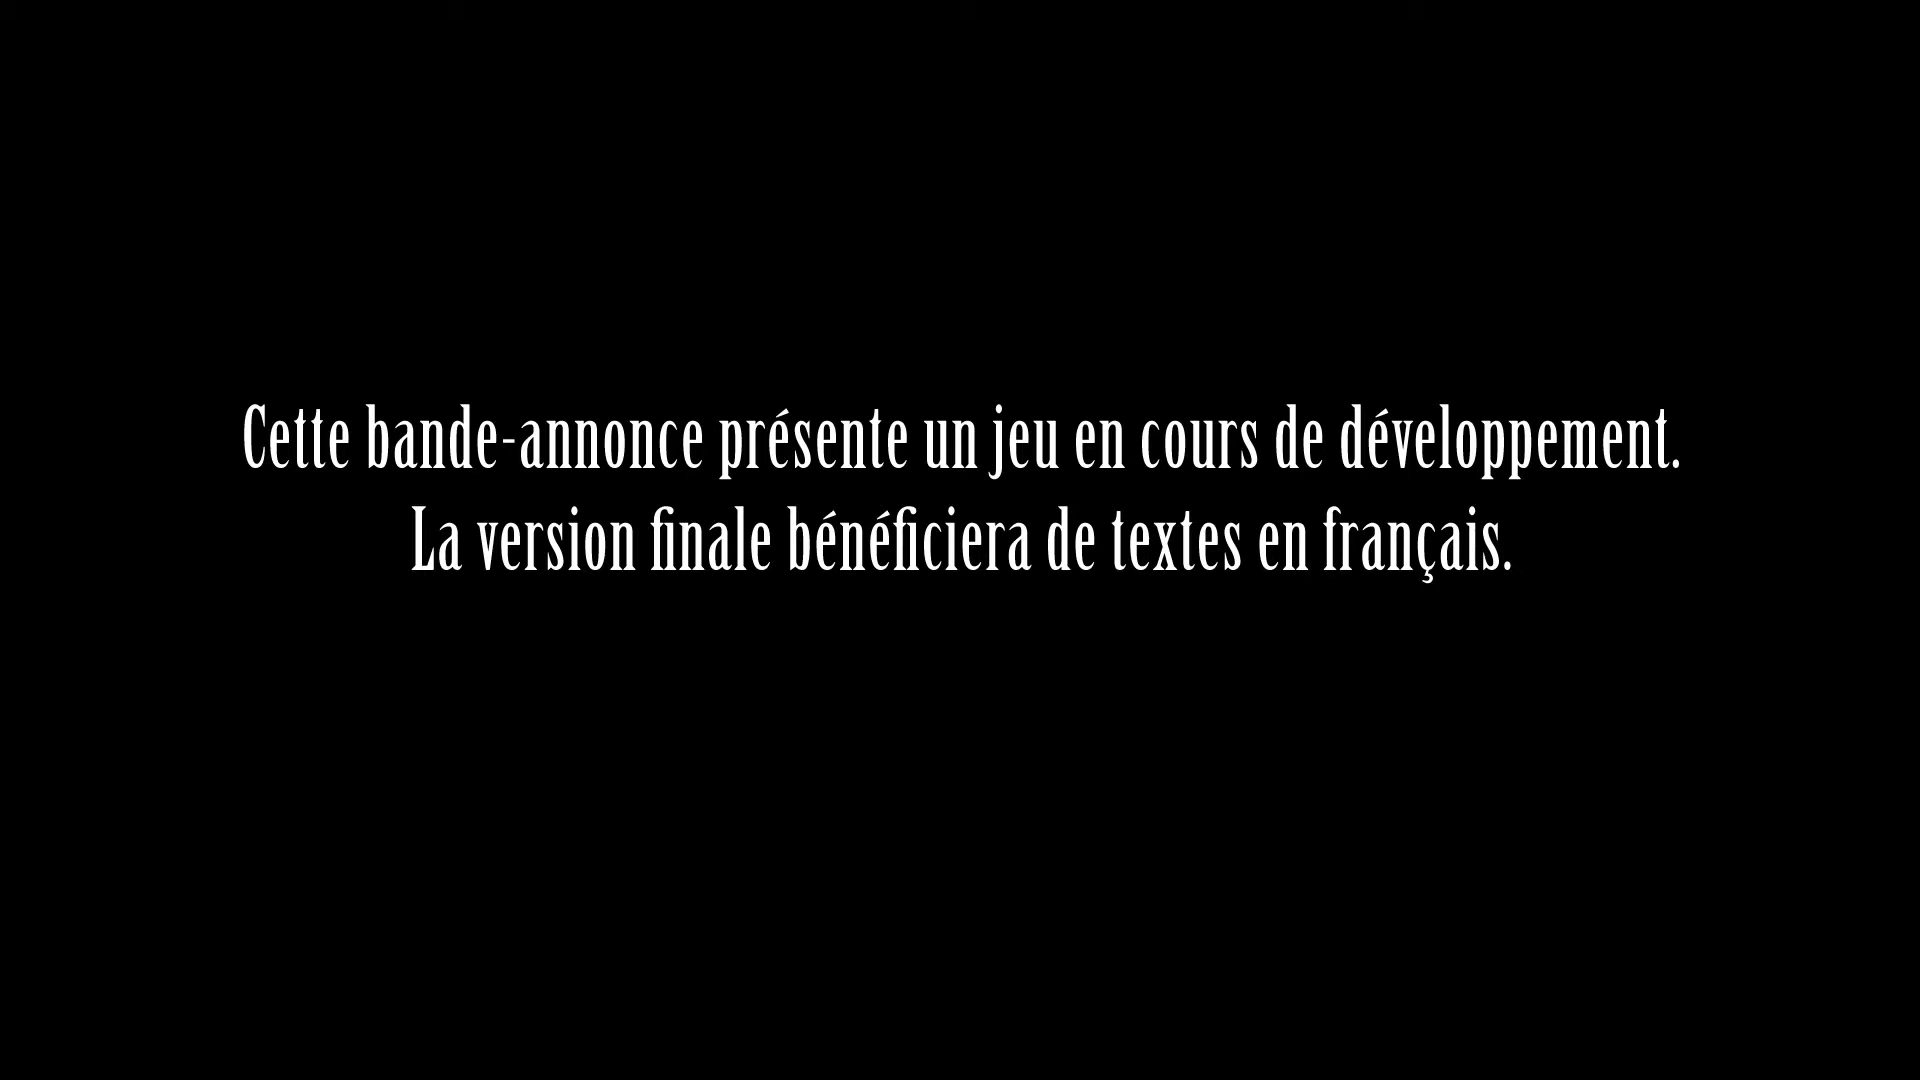 Cette bande-annonce présente un jeu en cours de développement.
La version finale bénéficiera de textes en français.